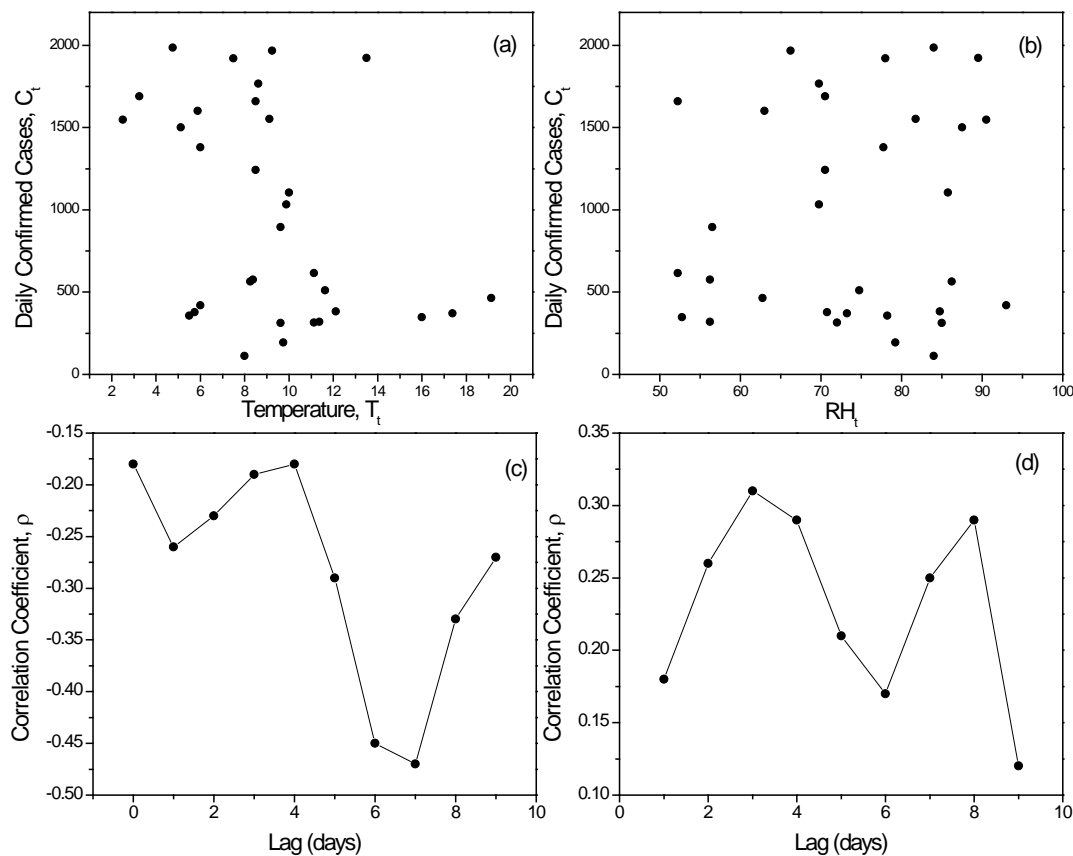 (a)
Daily Confirmed Cases, C_t
2000
1500
1000
500
0
2 4 6 8 10 12 14 16 18 20
Temperature, T_t
(b)
Daily Confirmed Cases, C_t
2000
1500
1000
500
0
50 60 70 80 90 100
RH_t
(c)
Correlation Coefficient, ρ
-0.15
-0.20
-0.25
-0.30
-0.35
-0.40
-0.45
-0.50
0 2 4 6 8 10
Lag (days)
(d)
Correlation Coefficient, ρ
0.35
0.30
0.25
0.20
0.15
0.10
0 2 4 6 8 10
Lag (days)